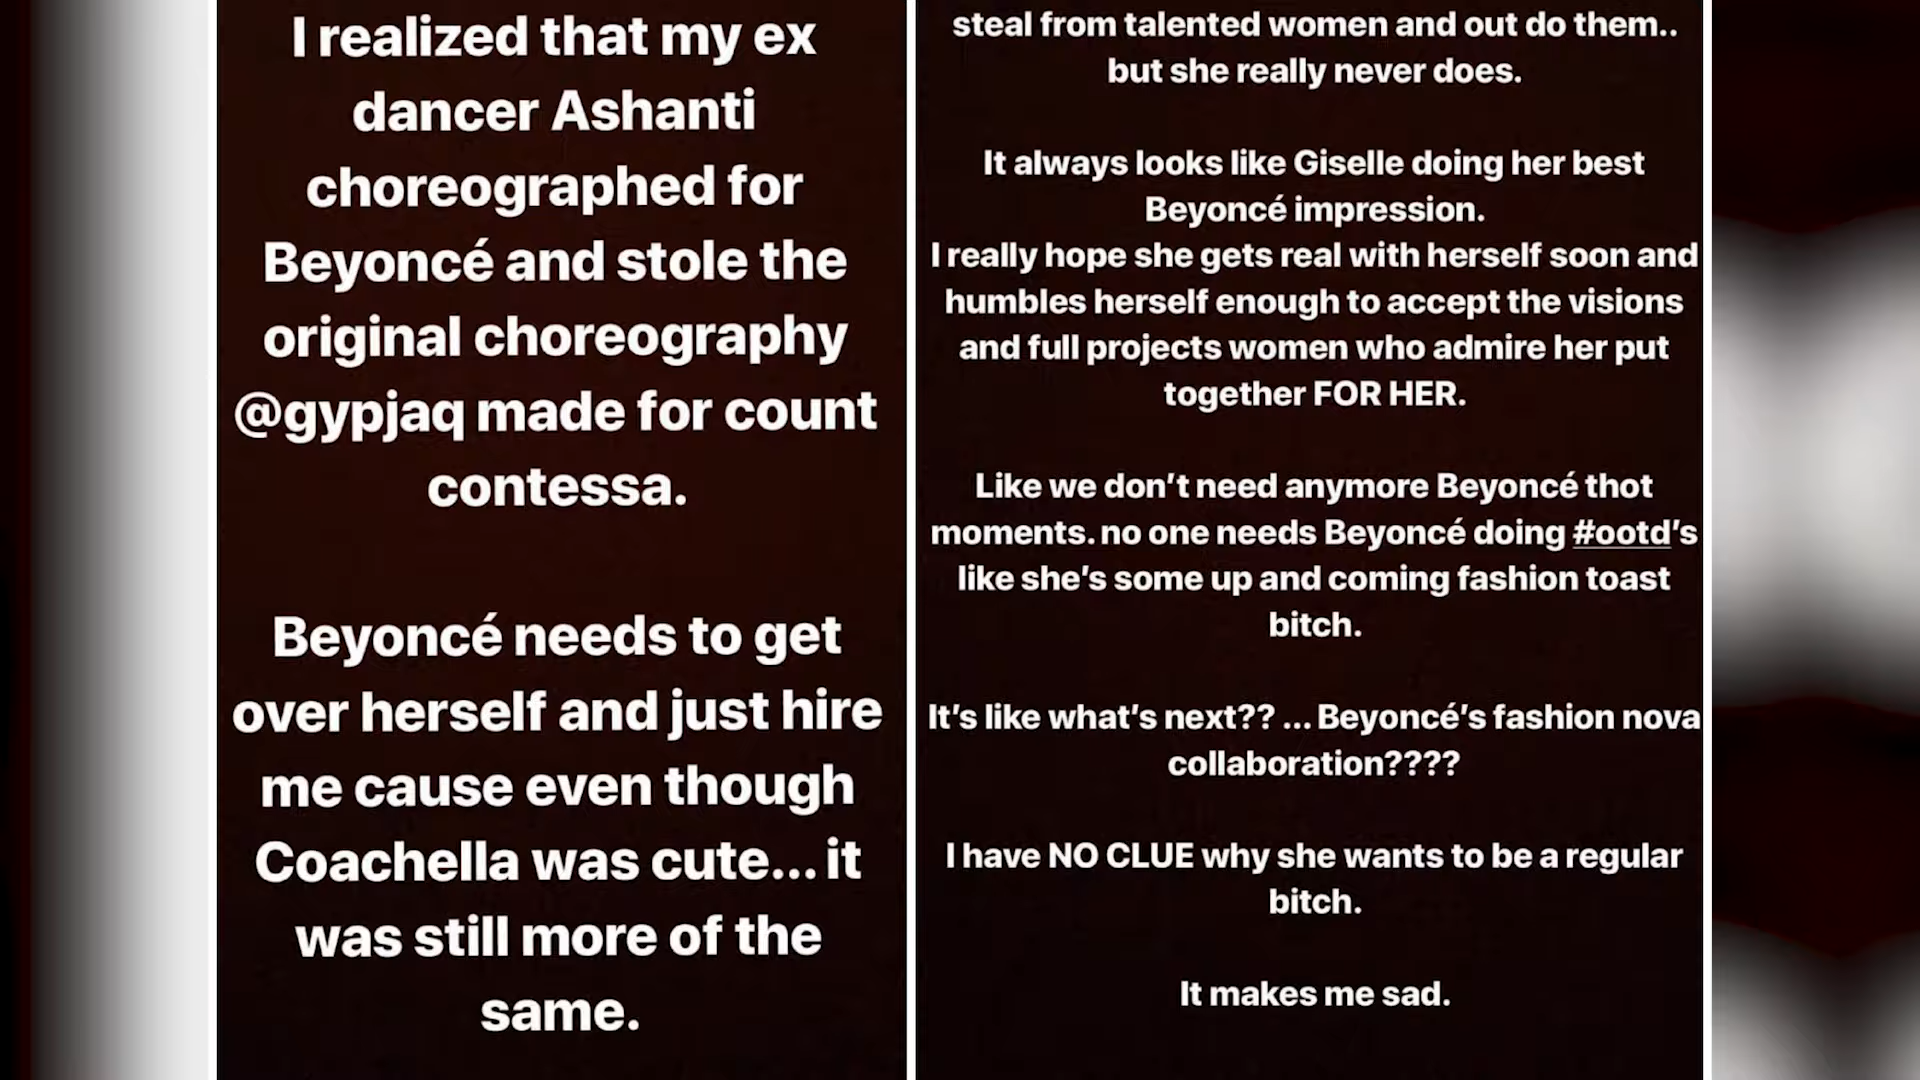 I realized that my ex
dancer Ashanti
choreographed for
Beyoncé and stole the
original choreography
@gypjaq made for count
contessa.
Beyoncé needs to get
over herself and just hire
me cause even though
Coachella was cute... it
was still more of the
same.
steal from talented women and out do them..
but she really never does.
It always looks like Giselle doing her best
Beyoncé impression.
I really hope she gets real with herself soon and
humbles herself enough to accept the visions
and full projects women who admire her put
together FOR HER.
Like we don't need anymore Beyoncé thot
moments. no one needs Beyoncé doing #ootd's
like she's some up and coming fashion toast
bitch.
It's like what's next?? ... Beyoncé's fashion nova
collaboration????
I have NO CLUE why she wants to be a regular
bitch.
It makes me sad.